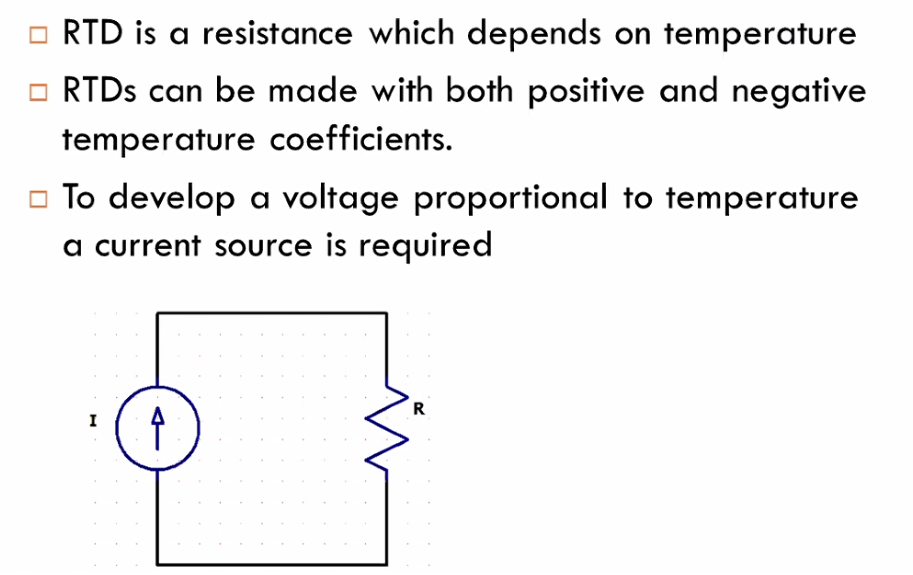 RTD is a resistance which depends on temperature
RTDs can be made with both positive and negative
temperature coefficients.
To develop a voltage proportional to temperature
a current source is required
I
R